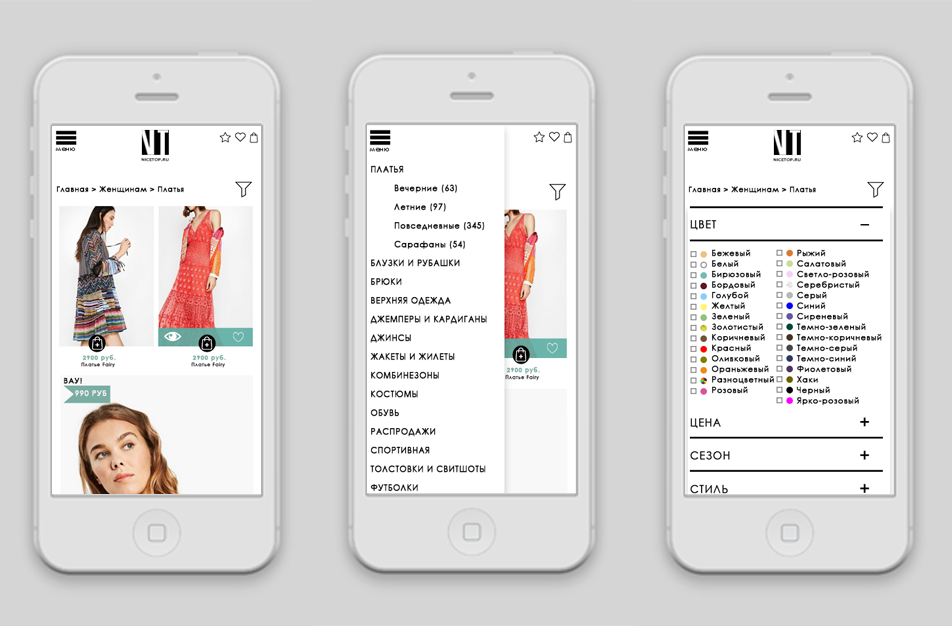 меню
NT
NICETOP.RU
Главная > Женщинам > Платья
2900 руб.
Платье Fairy
2900 руб.
Платье Fairy
ВАУ!
990 РУБ
меню
ПЛАТЬЯ
Вечерние (63)
Летние (97)
Повседневные (345)
Сарафаны (54)
БЛУЗКИ И РУБАШКИ
БРЮКИ
ВЕРХНЯЯ ОДЕЖДА
ДЖЕМПЕРЫ И КАРДИГАНЫ
ДЖИНСЫ
ЖАКЕТЫ И ЖИЛЕТЫ
КОМБИНЕЗОНЫ
КОСТЮМЫ
ОБУВЬ
РАСПРОДАЖИ
СПОРТИВНАЯ
ТОЛСТОВКИ И СВИТШОТЫ
ФУТБОЛКИ
2900 руб.
Платье Fairy
меню
NT
NICETOP.RU
Главная > Женщинам > Платья
ЦВЕТ
Бежевый
Белый
Бирюзовый
Бордовый
Голубой
Желтый
Зеленый
Золотистый
Коричневый
Красный
Оливковый
Ораньжевый
Разноцветный
Розовый
Рыжий
Салатовый
Светло-розовый
Серебристый
Серый
Синий
Сиреневый
Темно-зеленый
Темно-коричневый
Темно-серый
Темно-синий
Фиолетовый
Хаки
Черный
Ярко-розовый
ЦЕНА
СЕЗОН
СТИЛЬ